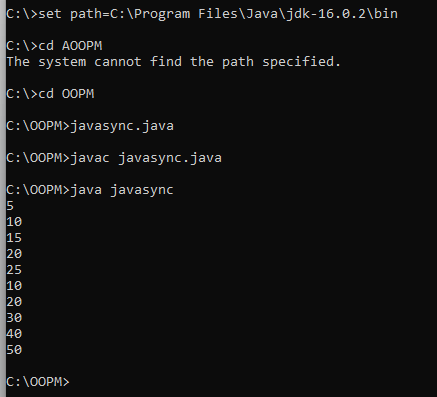 C:\>set path=C:\Program Files\Java\jdk-16.0.2\bin
C:\>cd AOOPM
The system cannot find the path specified.
C:\>cd OOPM
C:\OOPM>javasync.java
C:\OOPM>javac javasync.java
C:\OOPM>java javasync
5
10
15
20
25
10
20
30
40
50
C:\OOPM>